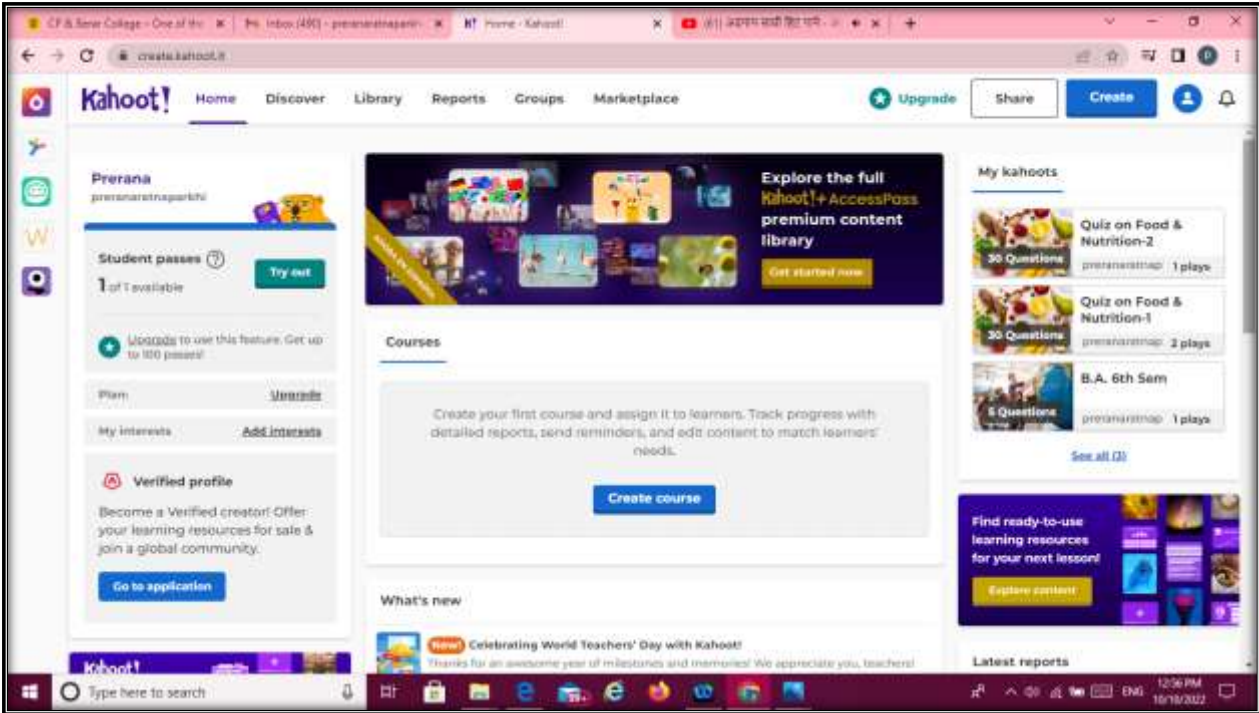 CP & Berar College - One of the
Inbox (490) - preranaratnapark
Home - Kahoot!
create.kahoot.it
Kahoot!
Home
Discover
Library
Reports
Groups
Marketplace
Upgrade
Share
Create
Prerana
preranaratnaparkhi
Student passes
Try out
1 of 1 available
Upgrade to use this feature. Get up
to 100 passes!
Plan
Upgrade
My interests
Add interests
Verified profile
Become a Verified creator! Offer
your learning resources for sale &
join a global community.
Go to application
Kahoot!
Explore the full
Kahoot!+ AccessPass
premium content
library
Get started now
Courses
Create your first course and assign it to learners. Track progress with
detailed reports, send reminders, and edit content to match learners'
needs.
Create course
What's new
New! Celebrating World Teachers' Day with Kahoot!
Thanks for an awesome year of milestones and memories! We appreciate you, teachers!
My kahoots
Quiz on Food &
Nutrition-2
30 Questions
preranaratnap 1 plays
Quiz on Food &
Nutrition-1
30 Questions
preranaratnap 2 plays
B.A. 6th Sem
5 Questions
preranaratnap 1 plays
See all (3)
Find ready-to-use
learning resources
for your next lesson!
Explore content
Latest reports
Type here to search
ENG
12:56 PM
10/10/2022